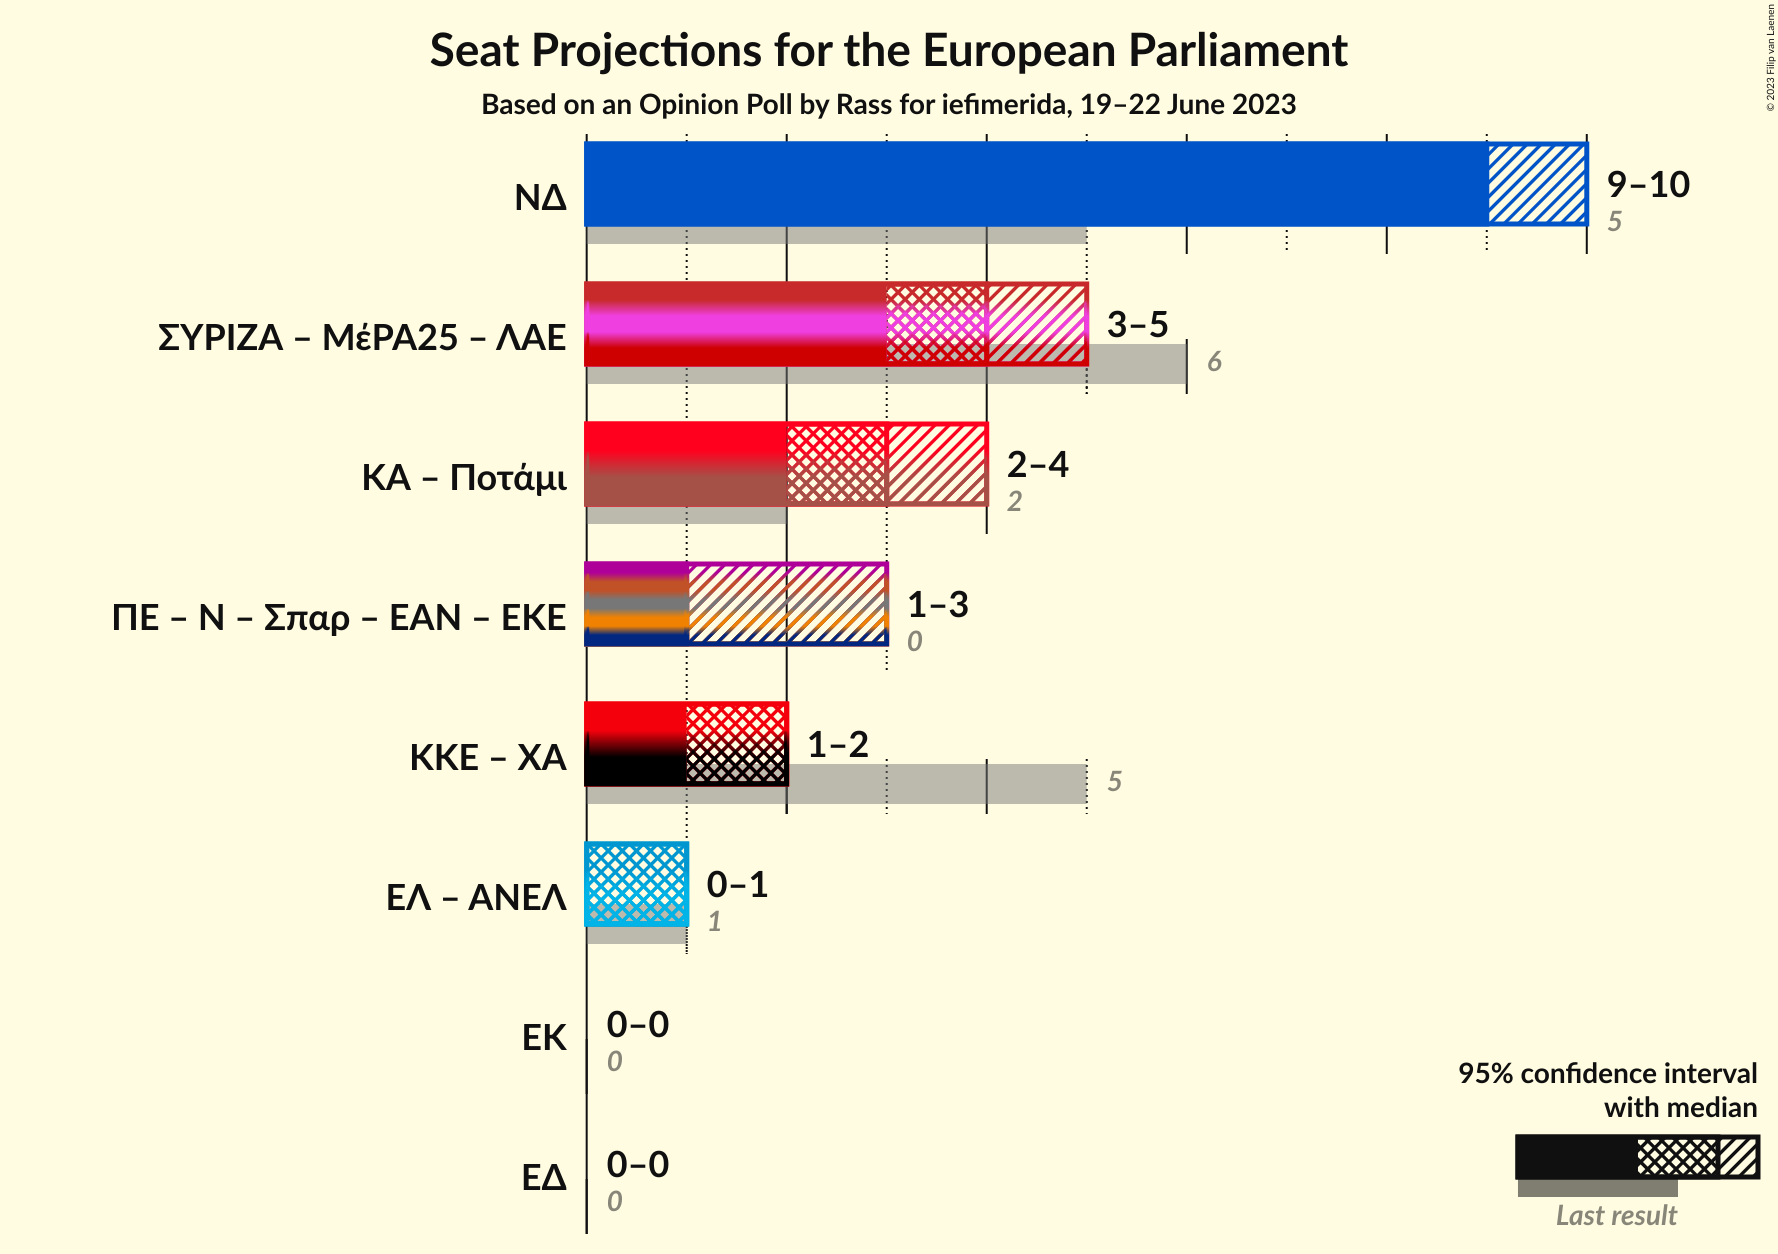 Seat Projections for the European Parliament
Based on an Opinion Poll by Rass for iefimerida, 19–22 June 2023
© 2023 Filip van Laenen
ΝΔ
9–10
5
ΣΥΡΙΖΑ – ΜέΡΑ25 – ΛΑΕ
3–5
6
ΚΑ – Ποτάμι
2–4
2
ΠΕ – Ν – Σπαρ – ΕΑΝ – ΕΚΕ
1–3
0
ΚΚΕ – ΧΑ
1–2
5
ΕΛ – ΑΝΕΛ
0–1
1
ΕΚ
0–0
0
ΕΔ
0–0
0
95% confidence interval
with median
Last result